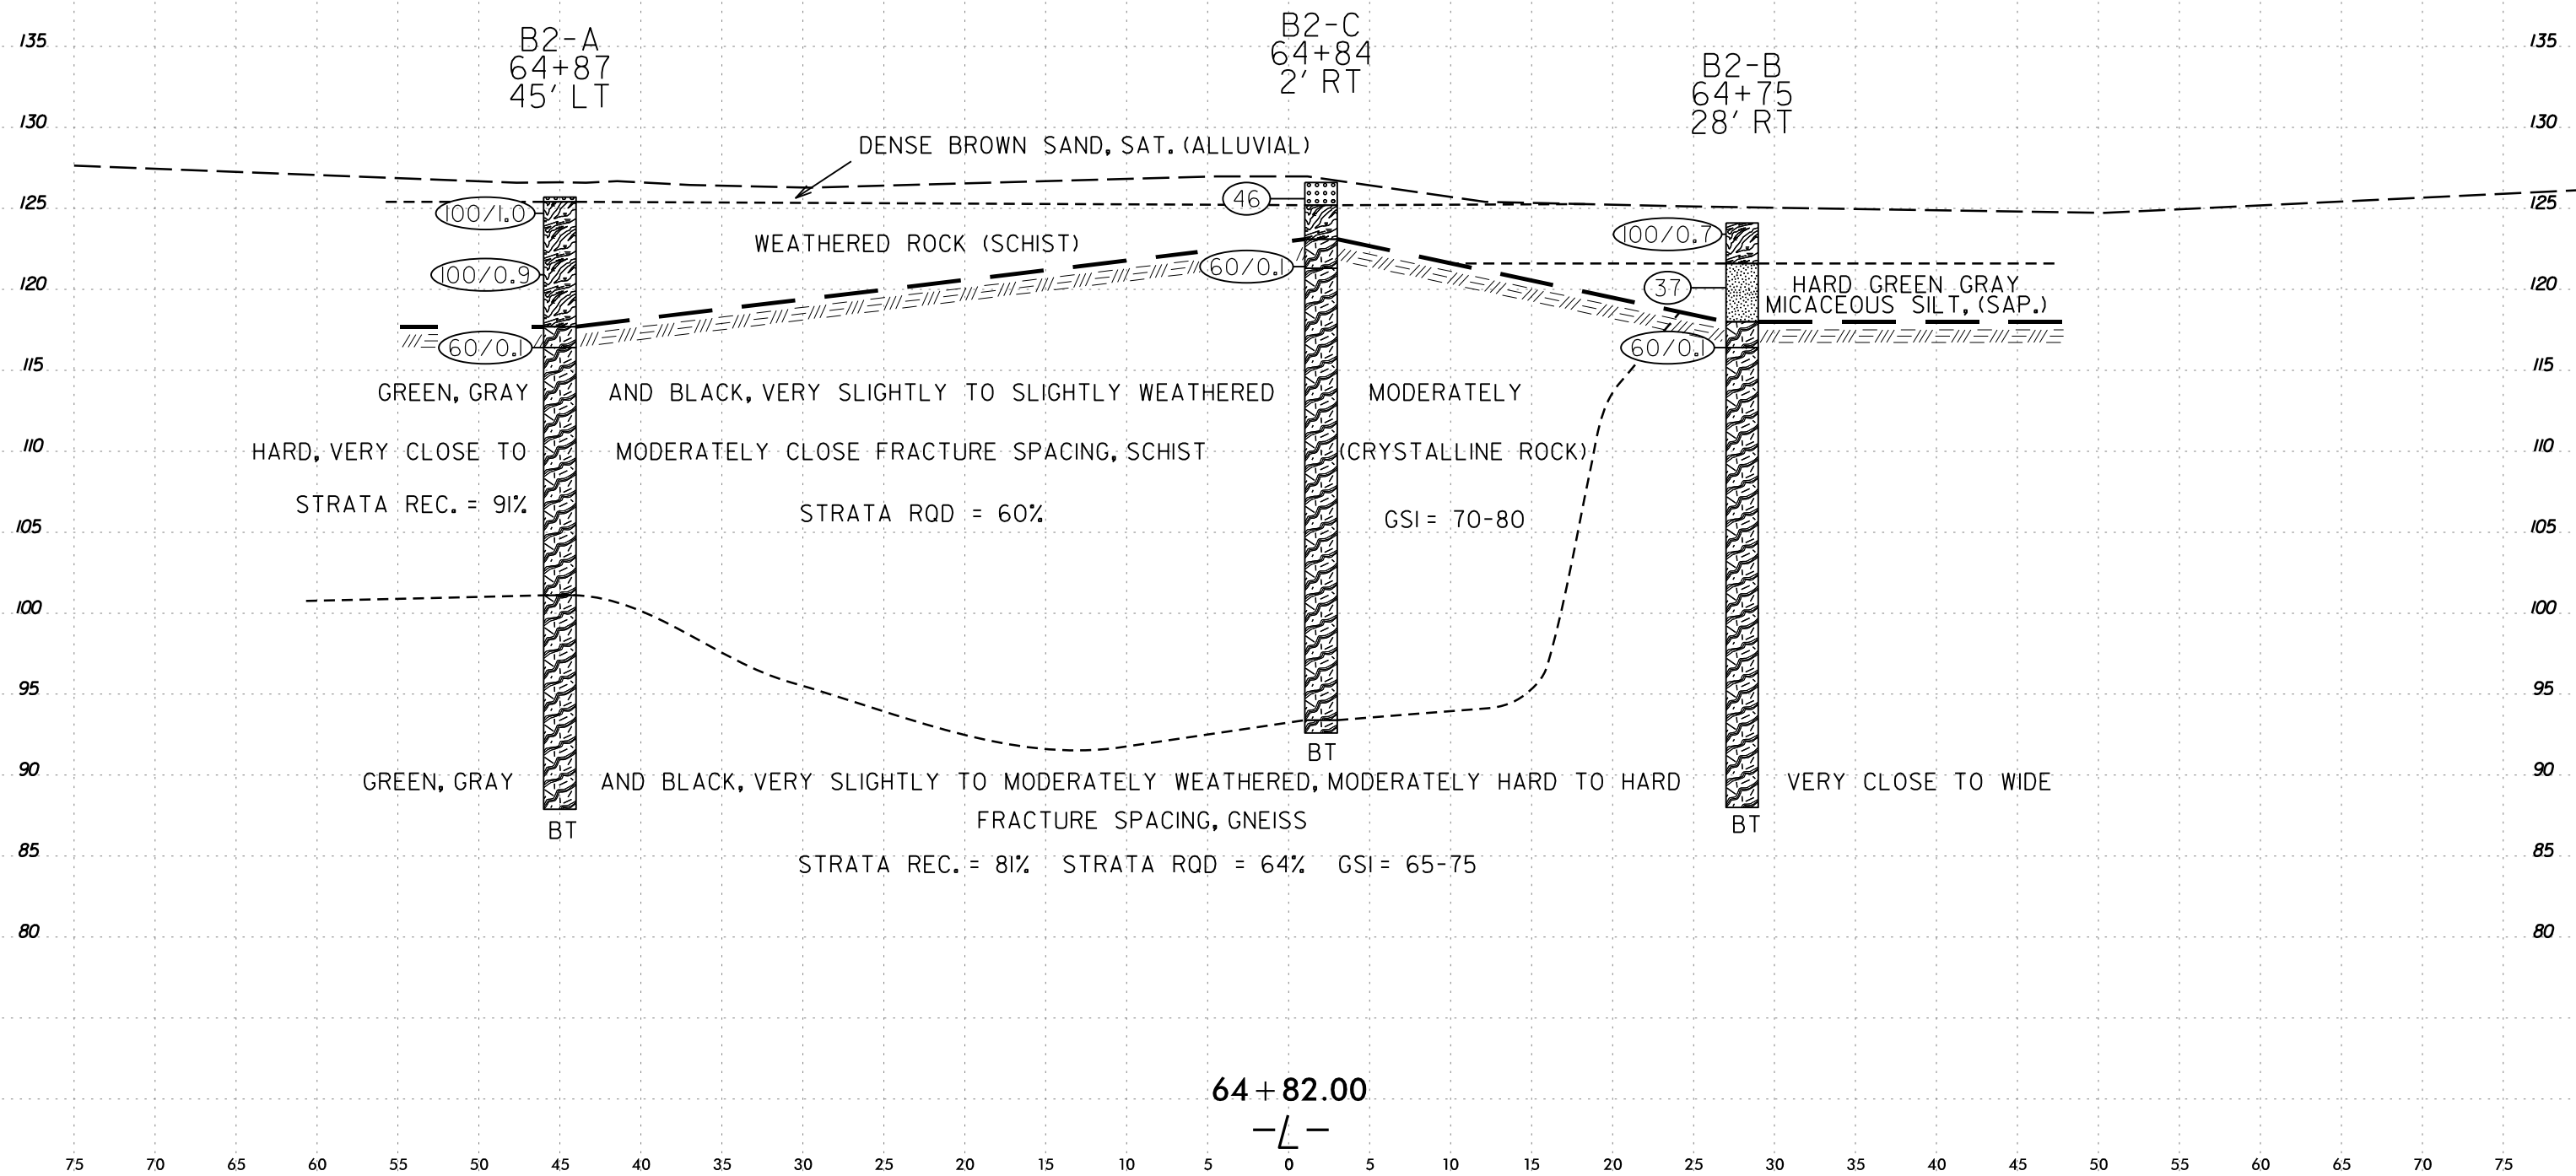 B2-C
64+84
2' RT
B2-A
64+87
45' LT
B2-B
64+75
28' RT
135 135
130 130
DENSE BROWN SAND, SAT. (ALLUVIAL)
125 125
46
100/1.0
100/0.7
WEATHERED ROCK (SCHIST)
60/0.1
100/0.9
120 120
37
HARD GREEN GRAY
MICACEOUS SILT, (SAP.)
60/0.1
60/0.1
115 115
GREEN, GRAY AND BLACK, VERY SLIGHTLY TO SLIGHTLY WEATHERED MODERATELY
110 110
HARD, VERY CLOSE TO MODERATELY CLOSE FRACTURE SPACING, SCHIST (CRYSTALLINE ROCK)
STRATA REC. = 91% STRATA RQD = 60% GSI = 70-80
105 105
100 100
95 95
BT
90 90
GREEN, GRAY AND BLACK, VERY SLIGHTLY TO MODERATELY WEATHERED, MODERATELY HARD TO HARD VERY CLOSE TO WIDE
FRACTURE SPACING, GNEISS
BT BT
85 85
STRATA REC. = 81% STRATA RQD = 64% GSI = 65-75
80 80
64+82.00
-L-
75 70 65 60 55 50 45 40 35 30 25 20 15 10 5 0 5 10 15 20 25 30 35 40 45 50 55 60 65 70 75